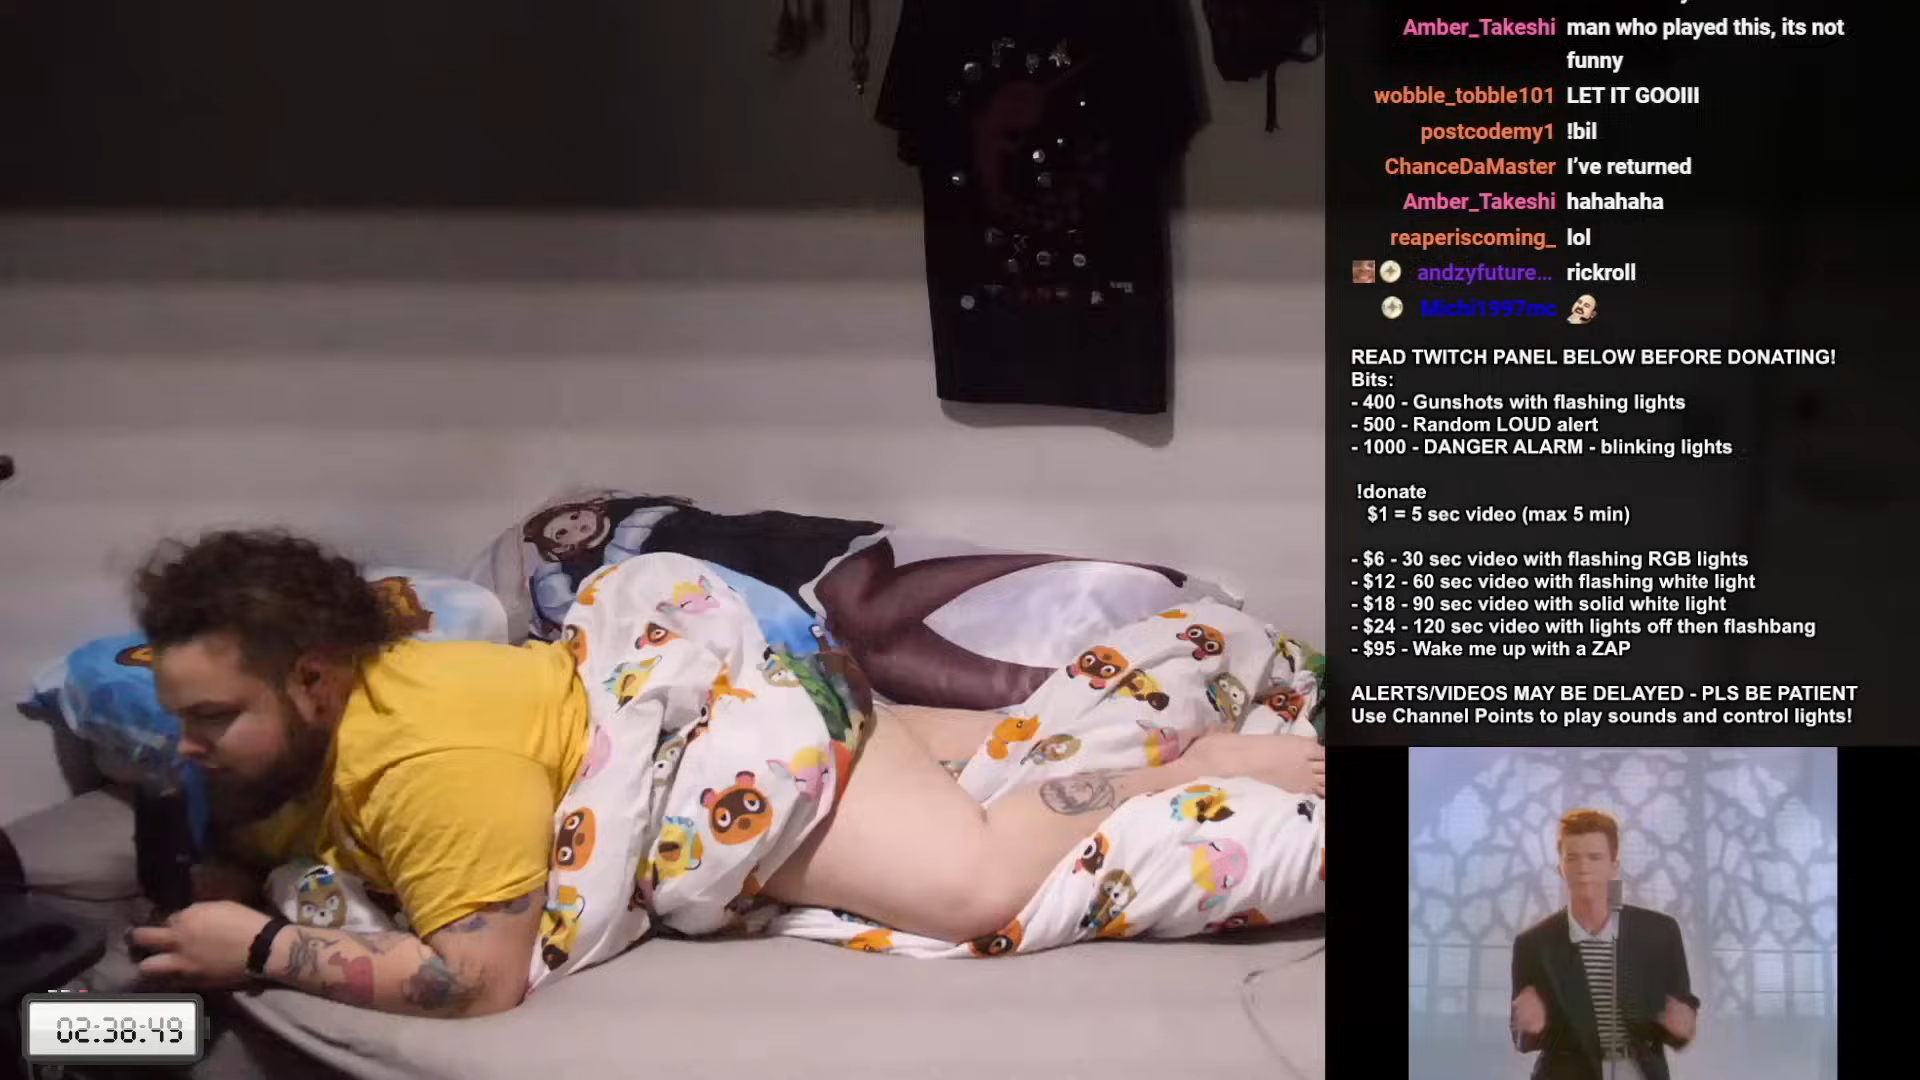 Amber_Takeshi man who played this, its not
funny
wobble_tobble101 LET IT GOOIII
postcodemy1 !bil
ChanceDaMaster I've returned
Amber_Takeshi hahahaha
reaperiscoming_ lol
andzyfuture... rickroll
Michi1997mc
READ TWITCH PANEL BELOW BEFORE DONATING!
Bits:
- 400 - Gunshots with flashing lights
- 500 - Random LOUD alert
- 1000 - DANGER ALARM - blinking lights
!donate
$1 = 5 sec video (max 5 min)
- $6 - 30 sec video with flashing RGB lights
- $12 - 60 sec video with flashing white light
- $18 - 90 sec video with solid white light
- $24 - 120 sec video with lights off then flashbang
- $95 - Wake me up with a ZAP
ALERTS/VIDEOS MAY BE DELAYED - PLS BE PATIENT
Use Channel Points to play sounds and control lights!
02:38:49